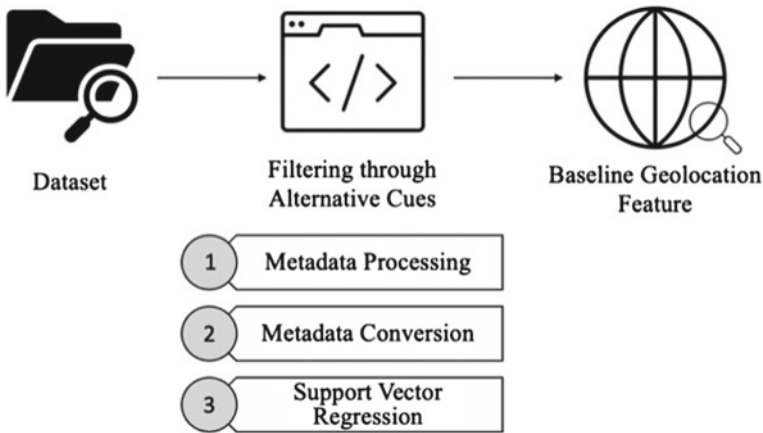 Dataset
Filtering through
Alternative Cues
Baseline Geolocation
Feature
1 Metadata Processing
2 Metadata Conversion
3 Support Vector
Regression